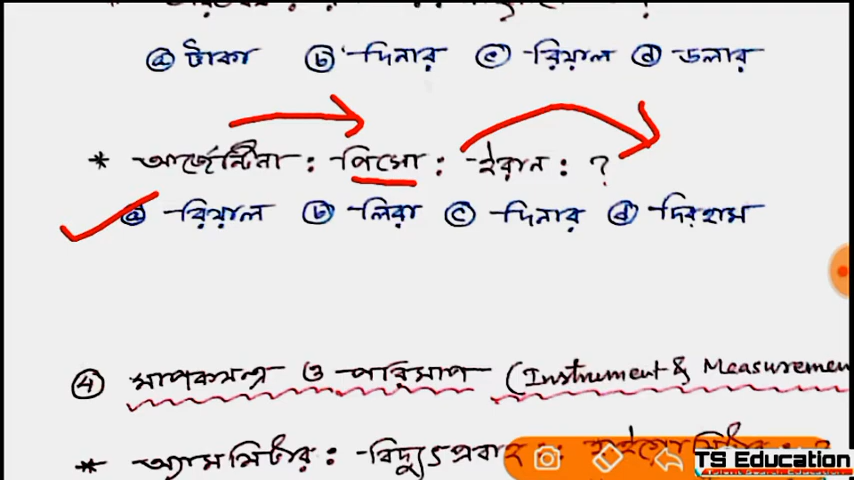 ⓐ টাকা ⓑ দিনার ⓒ রিয়াল ⓓ ডলার
* আর্জেন্টিনা : পিসো : ইরান : ?
ⓐ রিয়াল ⓑ লিরা ⓒ দিনার ⓓ দিরহাম
④ মাপকযন্ত্র ও পরিমাপ (Instrument & Measuremen
* অ্যামমিটার : বিদ্যুৎপ্রবাহ :
TS Education